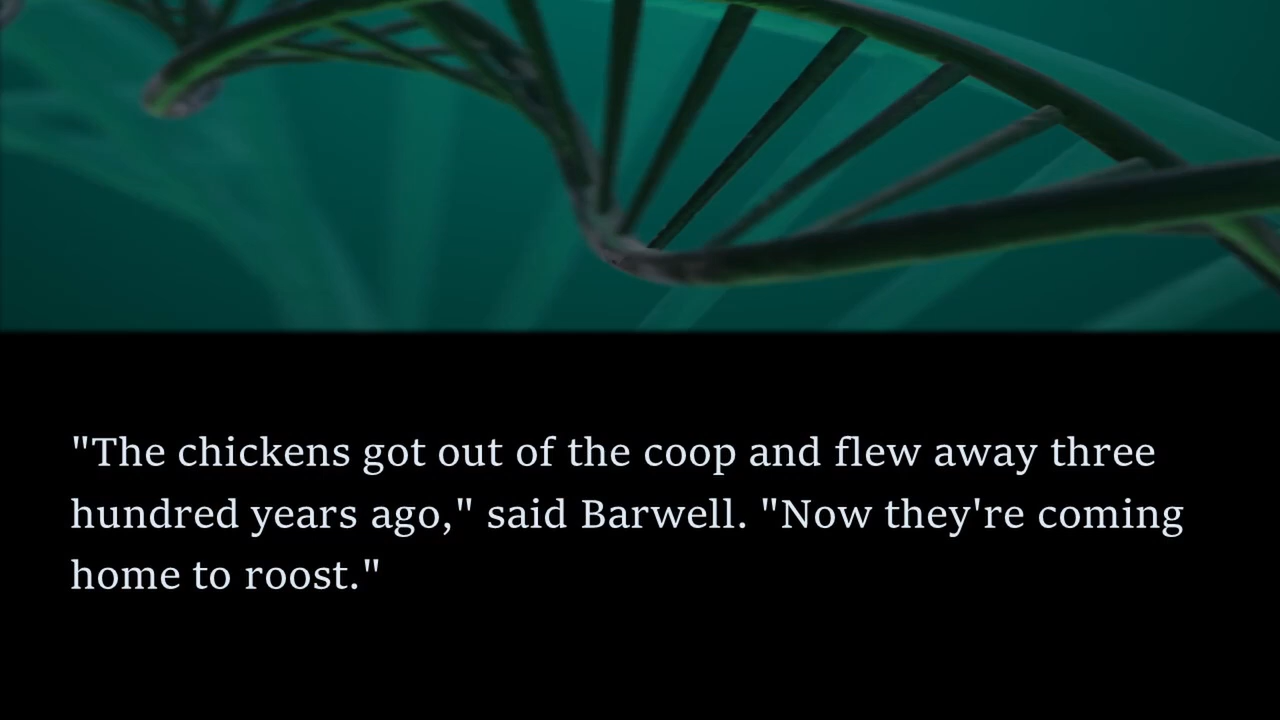 "The chickens got out of the coop and flew away three
hundred years ago," said Barwell. "Now they're coming
home to roost."